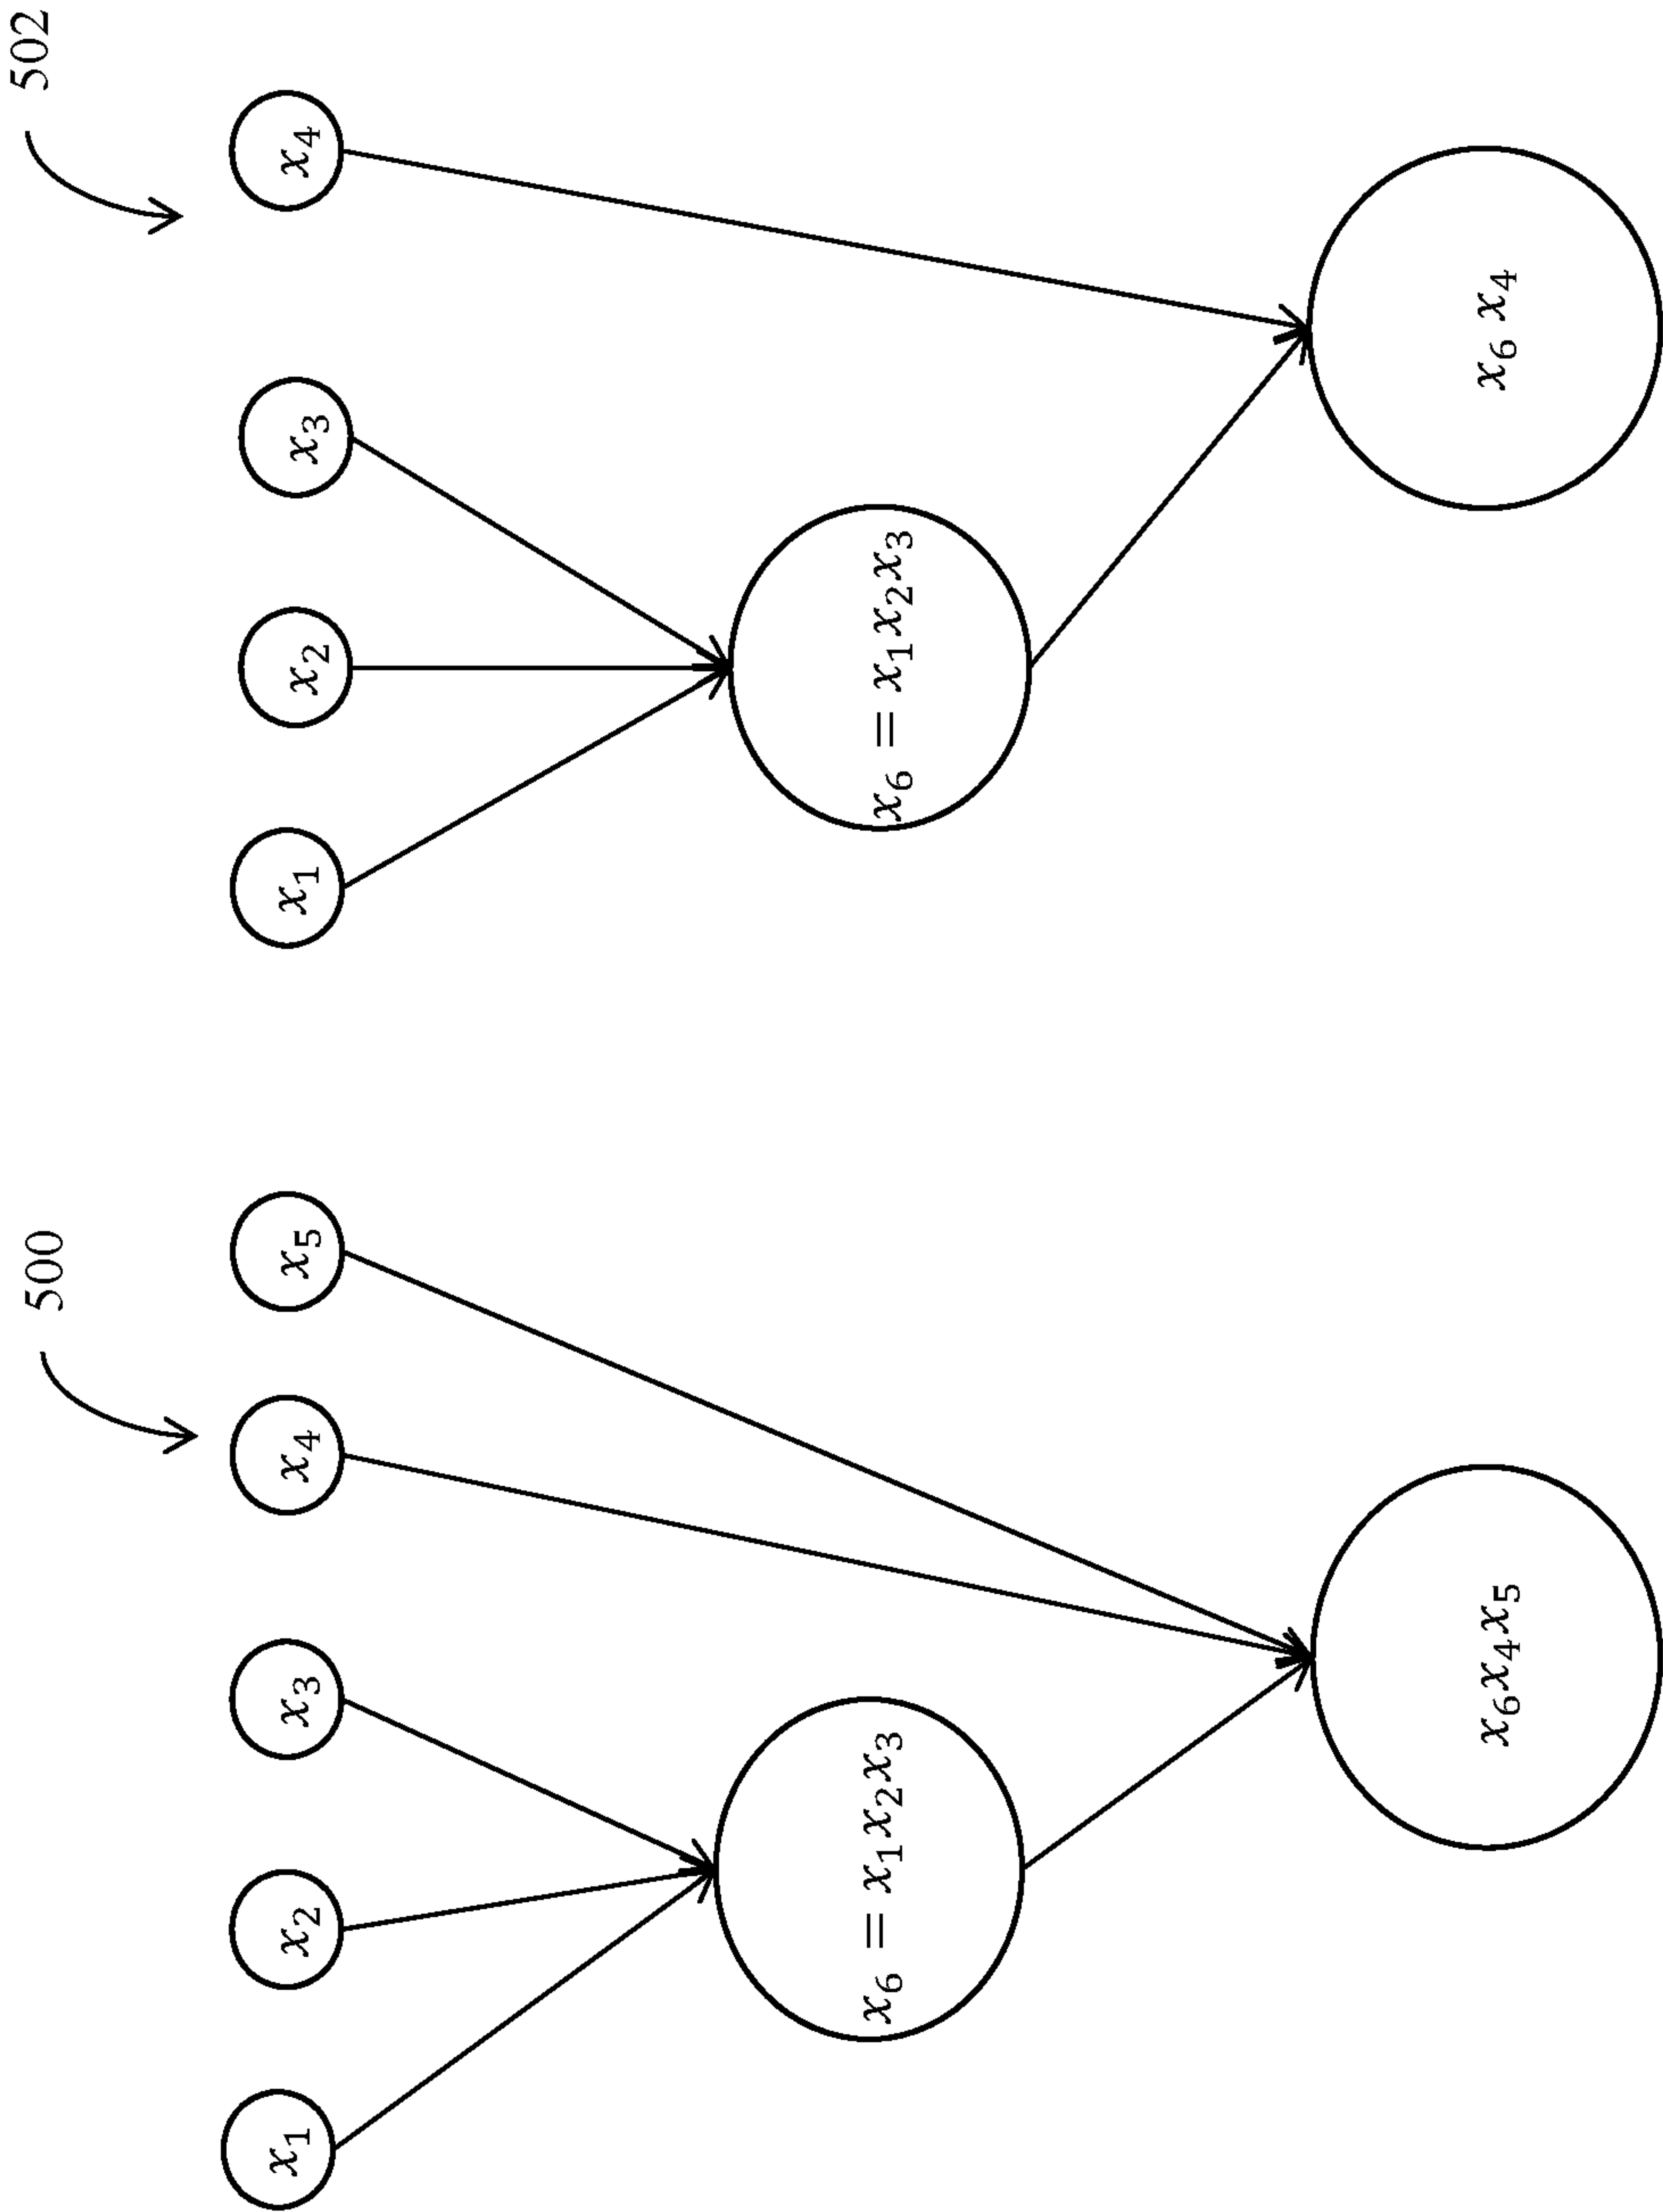 500
x₁
x₂
x₃
x₄
x₅
x₆ = x₁x₂x₃
x₆x₄x₅
502
x₁
x₂
x₃
x₄
x₆ = x₁x₂x₃
x₆ x₄